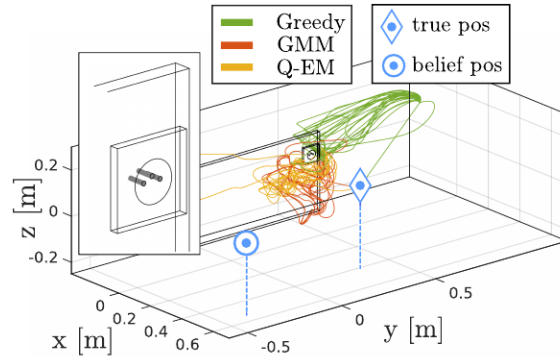 Greedy
GMM
Q-EM
true pos
belief pos
0.2
0
-0.2
z [m]
0
0.2
0.4
0.6
x [m]
-0.5
0
0.5
y [m]